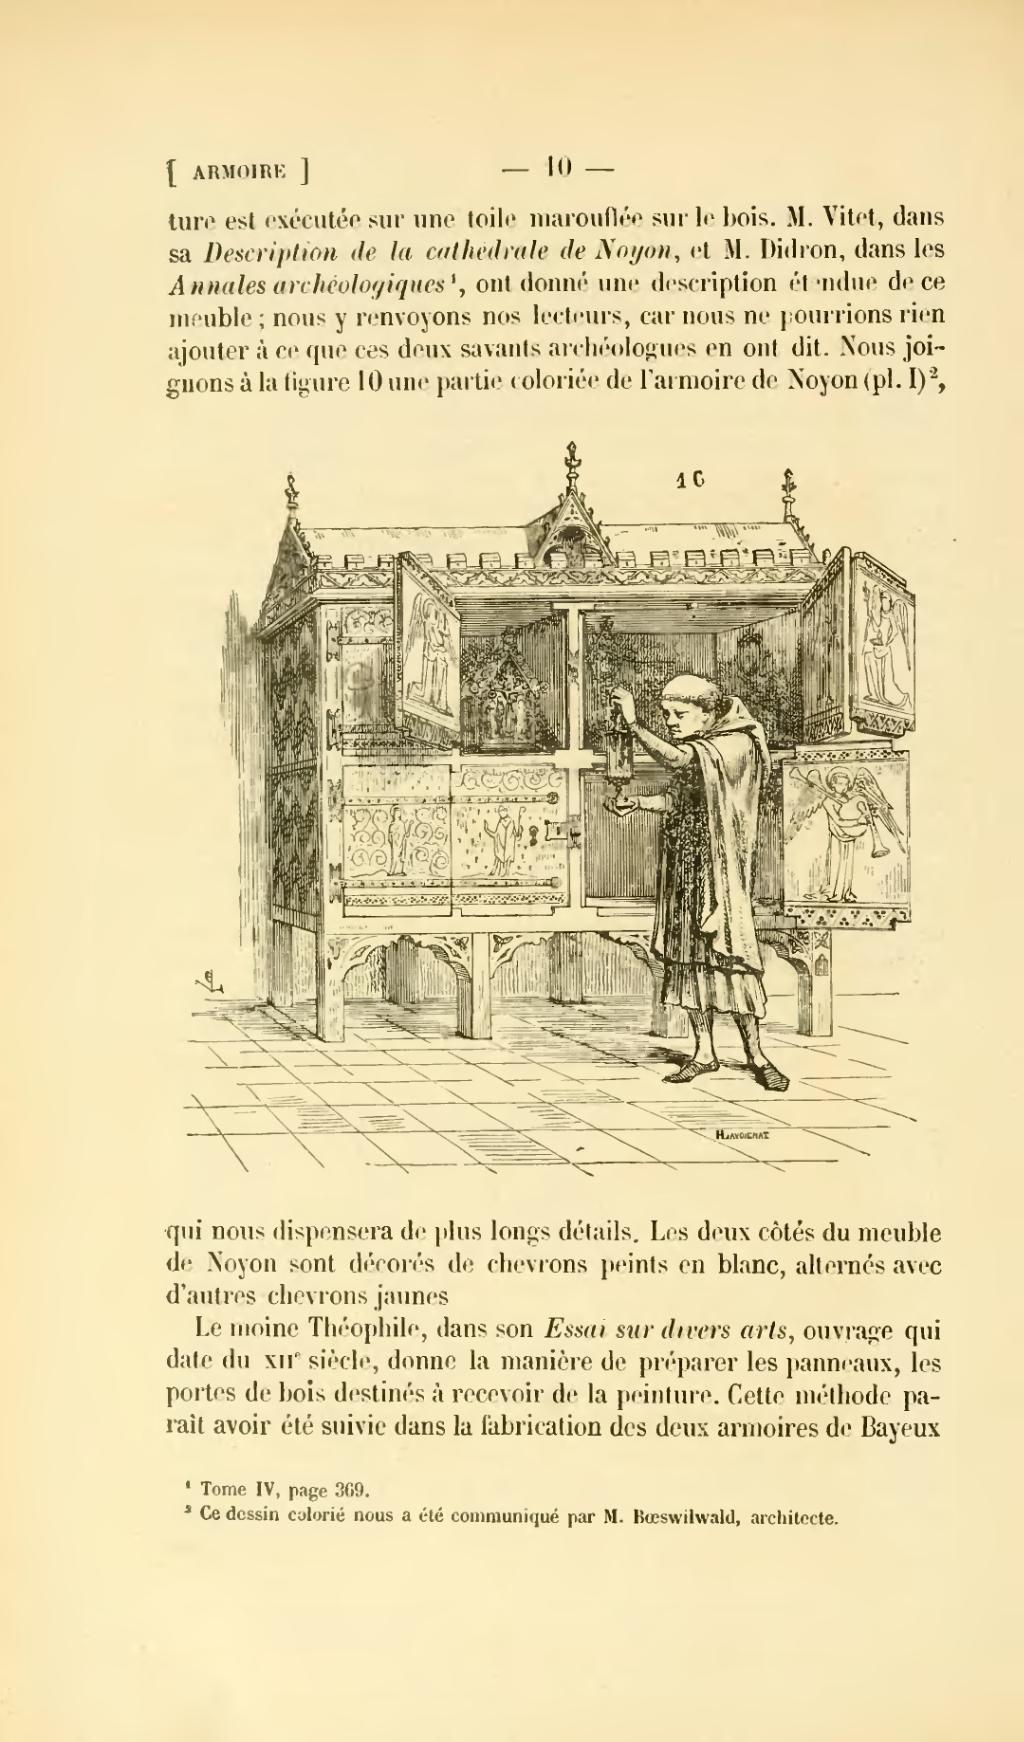 [ ARMOIRE ] — 10 —
ture est exécutée sur une toile marouflée sur le bois. M. Vitet, dans
sa Description de la cathédrale de Noyon, et M. Didron, dans les
Annales archéologiques ¹, ont donné une description étendue de ce
meuble ; nous y renvoyons nos lecteurs, car nous ne pourrions rien
ajouter à ce que ces deux savants archéologues en ont dit. Nous joi-
gnons à la figure 10 une partie coloriée de l'armoire de Noyon (pl. I) ²,
10
H. LAVOIGNAT
qui nous dispensera de plus longs détails. Les deux côtés du meuble
de Noyon sont décorés de chevrons peints en blanc, alternés avec
d'autres chevrons jaunes
Le moine Théophile, dans son Essai sur divers arts, ouvrage qui
date du XIIe siècle, donne la manière de préparer les panneaux, les
portes de bois destinés à recevoir de la peinture. Cette méthode pa-
raît avoir été suivie dans la fabrication des deux armoires de Bayeux
¹ Tome IV, page 369.
² Ce dessin colorié nous a été communiqué par M. Bœswilwald, architecte.